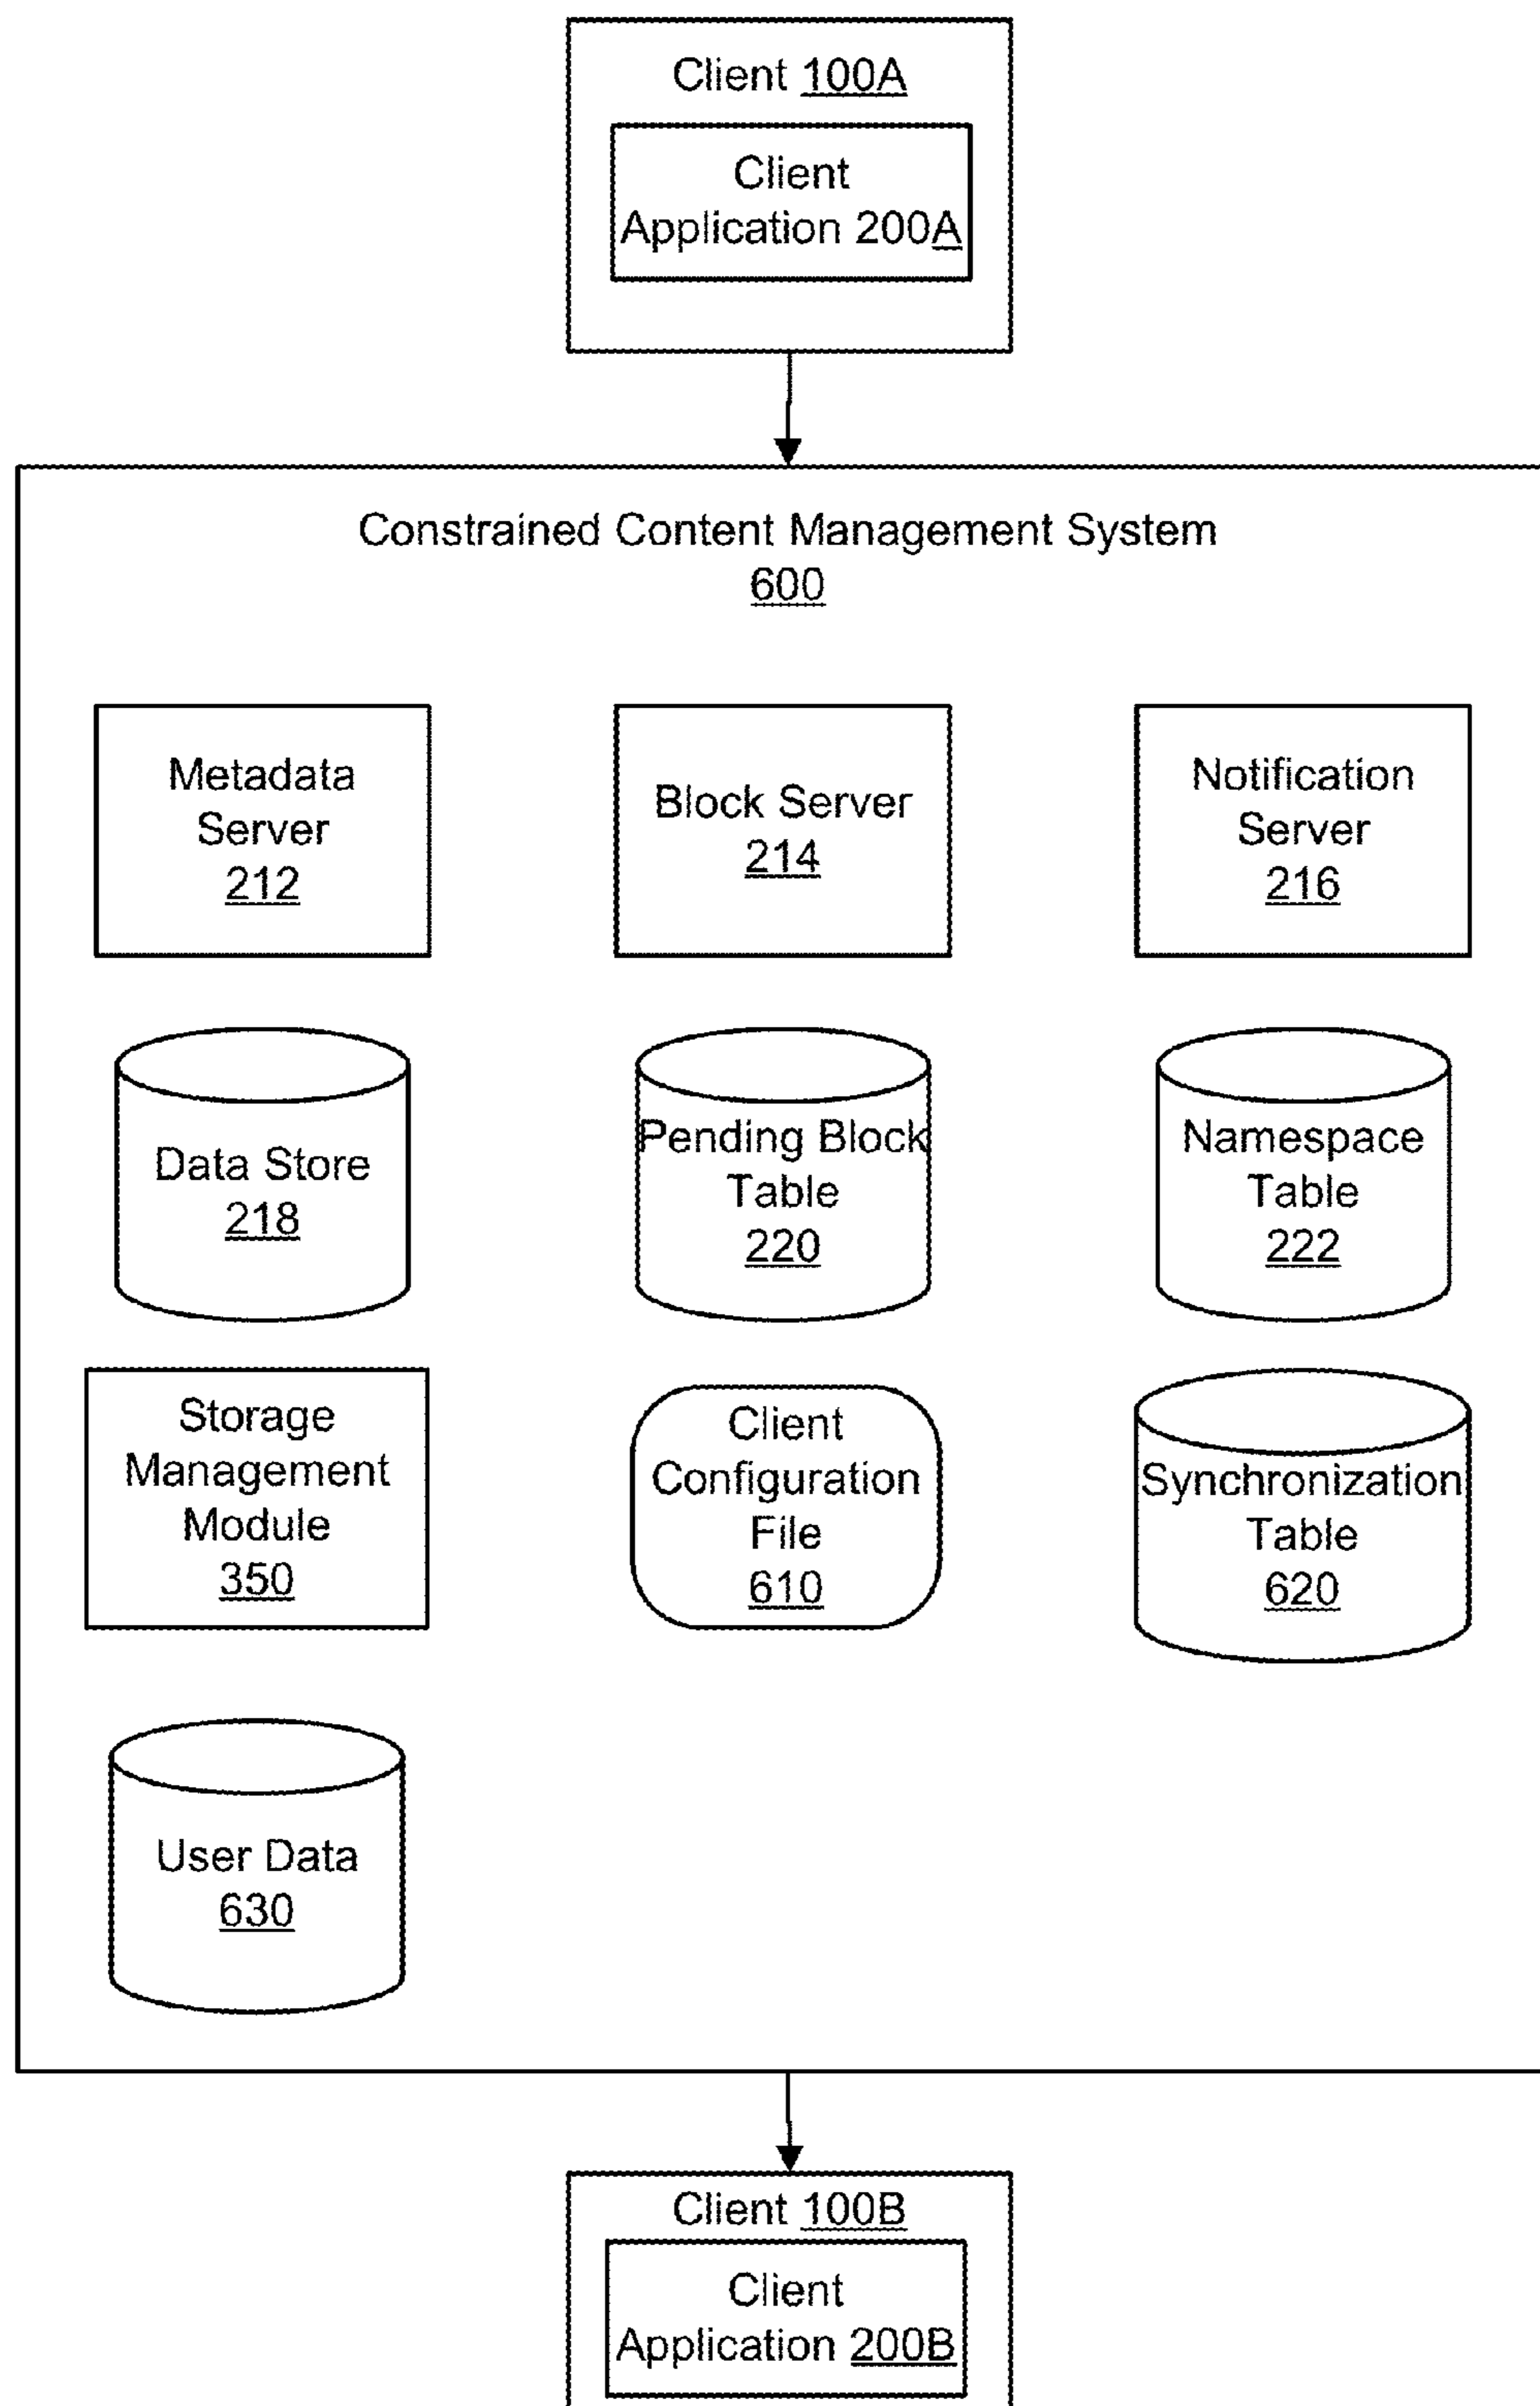 Client 100A
Client
Application 200A
Constrained Content Management System
600
Metadata
Server
212
Block Server
214
Notification
Server
216
Data Store
218
Pending Block
Table
220
Namespace
Table
222
Storage
Management
Module
350
Client
Configuration
File
610
Synchronization
Table
620
User Data
630
Client 100B
Client
Application 200B